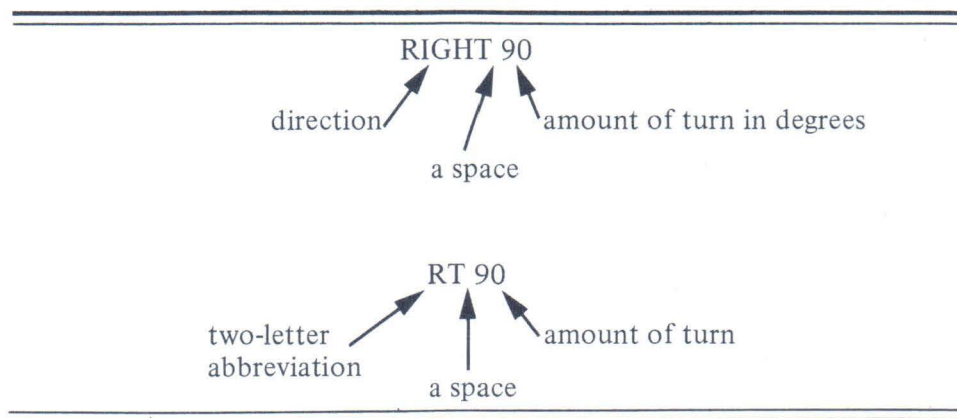 RIGHT 90
direction
amount of turn in degrees
a space
RT 90
two-letter
abbreviation
amount of turn
a space